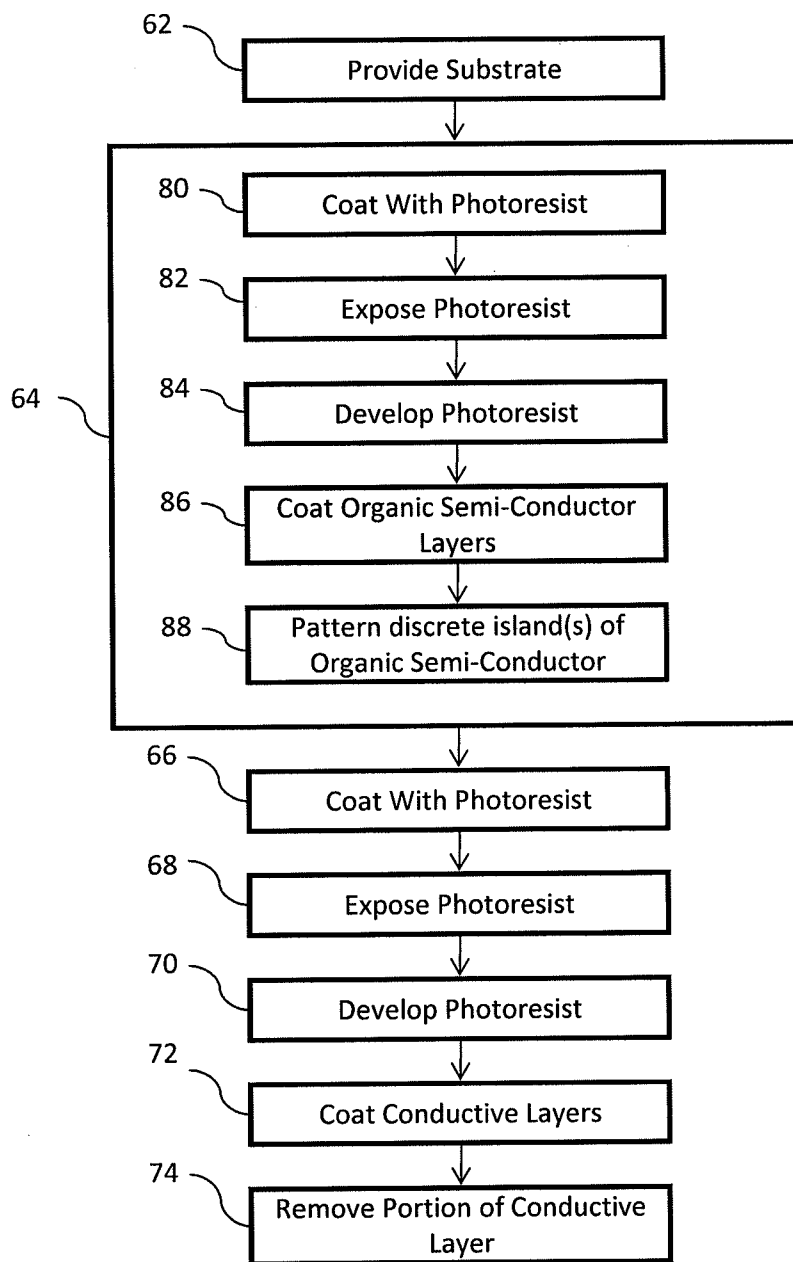 62
Provide Substrate
80
Coat With Photoresist
82
Expose Photoresist
64
84
Develop Photoresist
86
Coat Organic Semi-Conductor
Layers
88
Pattern discrete island(s) of
Organic Semi-Conductor
66
Coat With Photoresist
68
Expose Photoresist
70
Develop Photoresist
72
Coat Conductive Layers
74
Remove Portion of Conductive
Layer